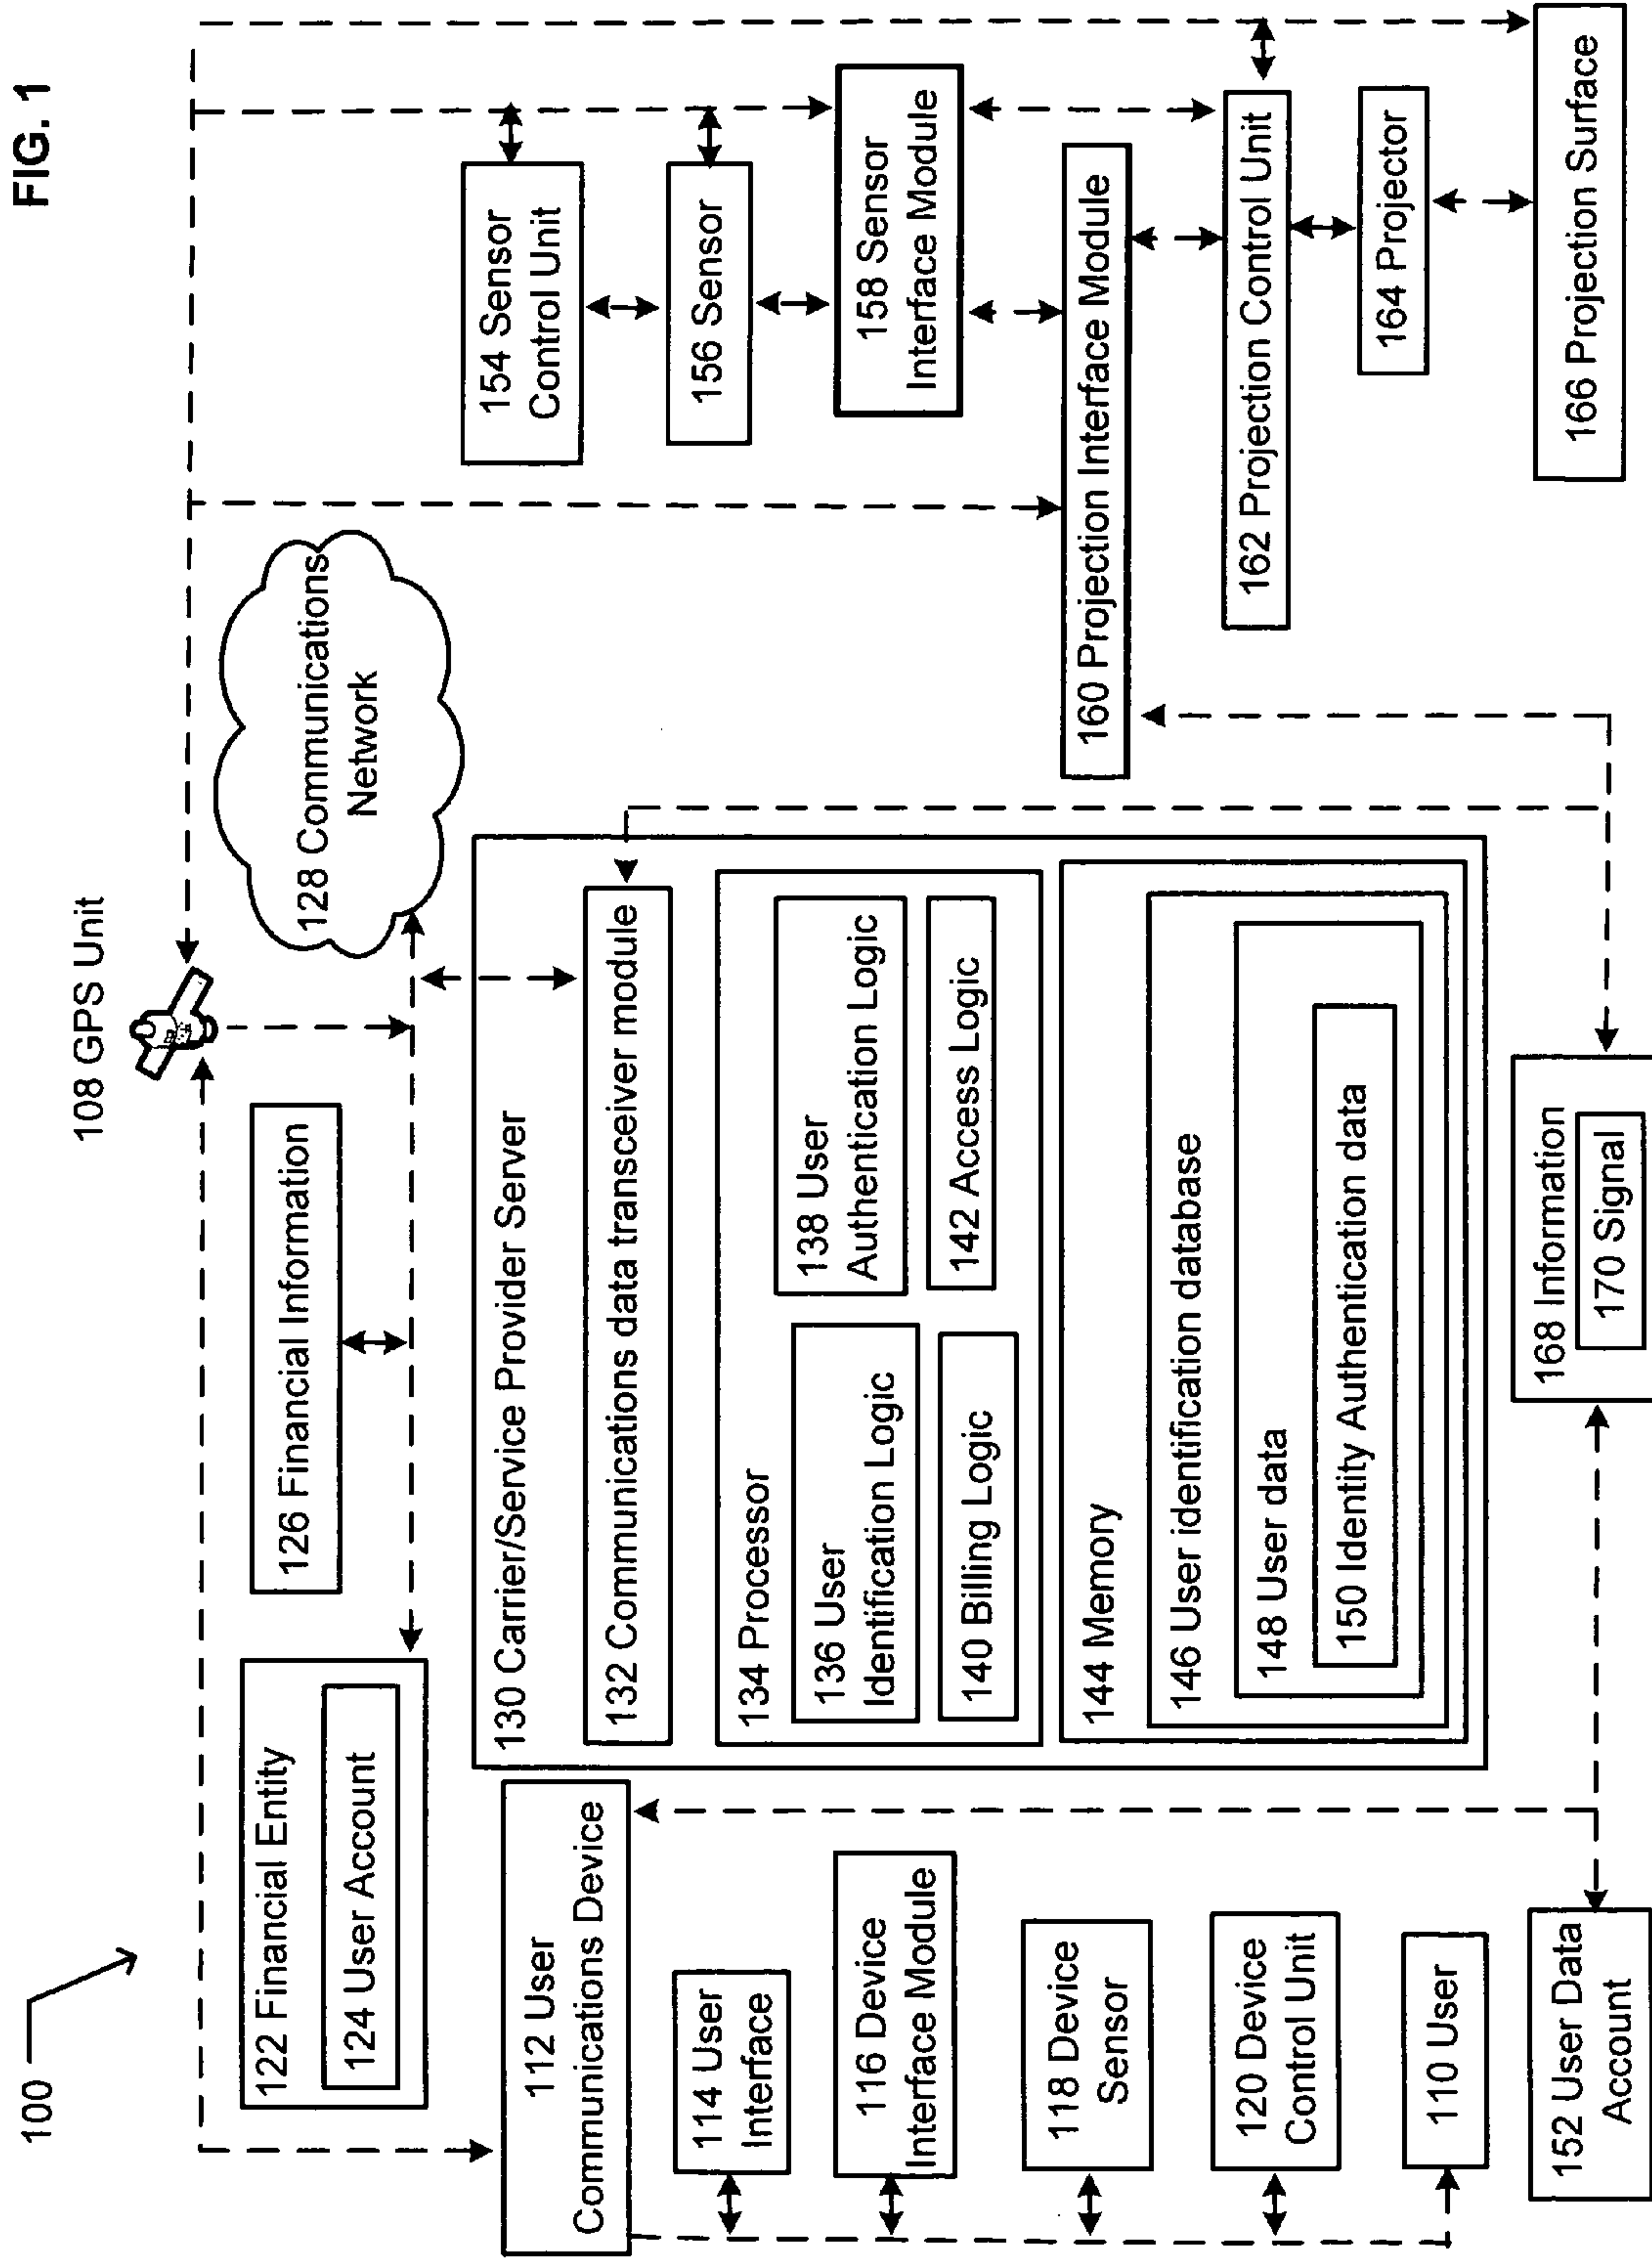 FIG. 1
100
108 GPS Unit
122 Financial Entity
124 User Account
126 Financial Information
128 Communications
Network
112 User
Communications Device
114 User
Interface
116 Device
Interface Module
118 Device
Sensor
120 Device
Control Unit
110 User
152 User Data
Account
130 Carrier/Service Provider Server
132 Communications data transceiver module
134 Processor
136 User
Identification Logic
138 User
Authentication Logic
140 Billing Logic
142 Access Logic
144 Memory
146 User identification database
148 User data
150 Identity Authentication data
168 Information
170 Signal
154 Sensor
Control Unit
156 Sensor
158 Sensor
Interface Module
160 Projection Interface Module
162 Projection Control Unit
164 Projector
166 Projection Surface